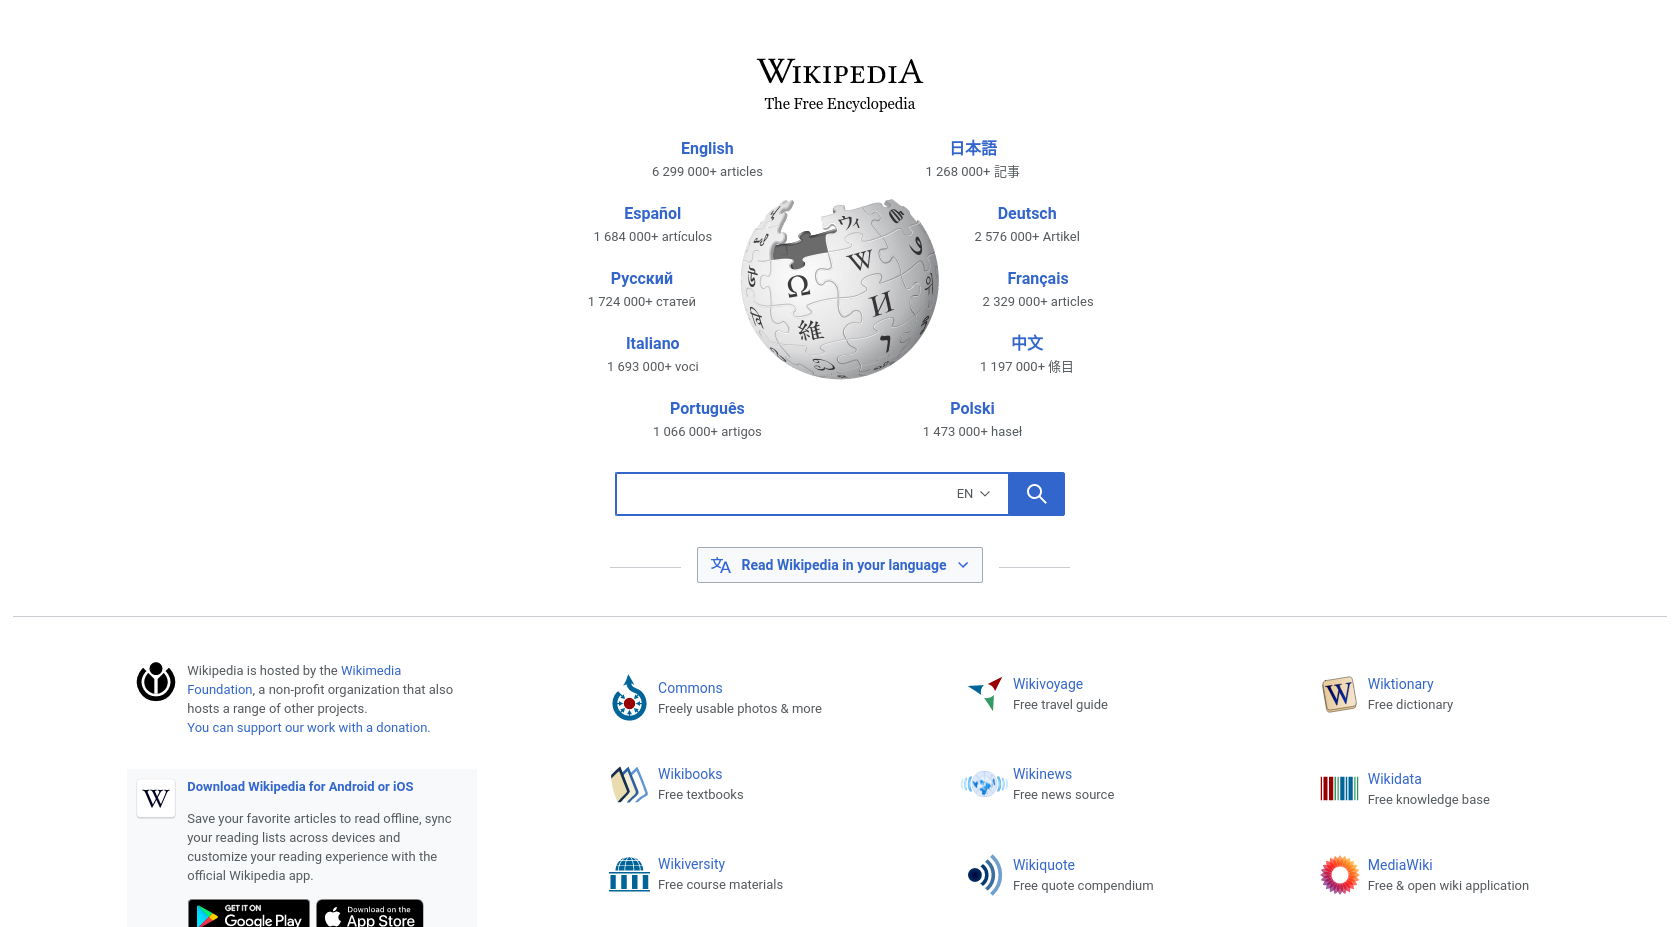 WIKIPEDIA
The Free Encyclopedia
English
6 299 000+ articles
日本語
1 268 000+ 記事
Español
1 684 000+ artículos
Deutsch
2 576 000+ Artikel
Русский
1 724 000+ статей
Français
2 329 000+ articles
Italiano
1 693 000+ voci
中文
1 197 000+ 條目
Português
1 066 000+ artigos
Polski
1 473 000+ haseł
Ω
W
И
維
ウィ
7
EN
Read Wikipedia in your language
Wikipedia is hosted by the Wikimedia
Foundation, a non-profit organization that also
hosts a range of other projects.
You can support our work with a donation.
W
Download Wikipedia for Android or iOS
Save your favorite articles to read offline, sync
your reading lists across devices and
customize your reading experience with the
official Wikipedia app.
GET IT ON
Google Play
Download on the
App Store
Commons
Freely usable photos & more
Wikivoyage
Free travel guide
W
Wiktionary
Free dictionary
Wikibooks
Free textbooks
Wikinews
Free news source
Wikidata
Free knowledge base
Wikiversity
Free course materials
Wikiquote
Free quote compendium
MediaWiki
Free & open wiki application